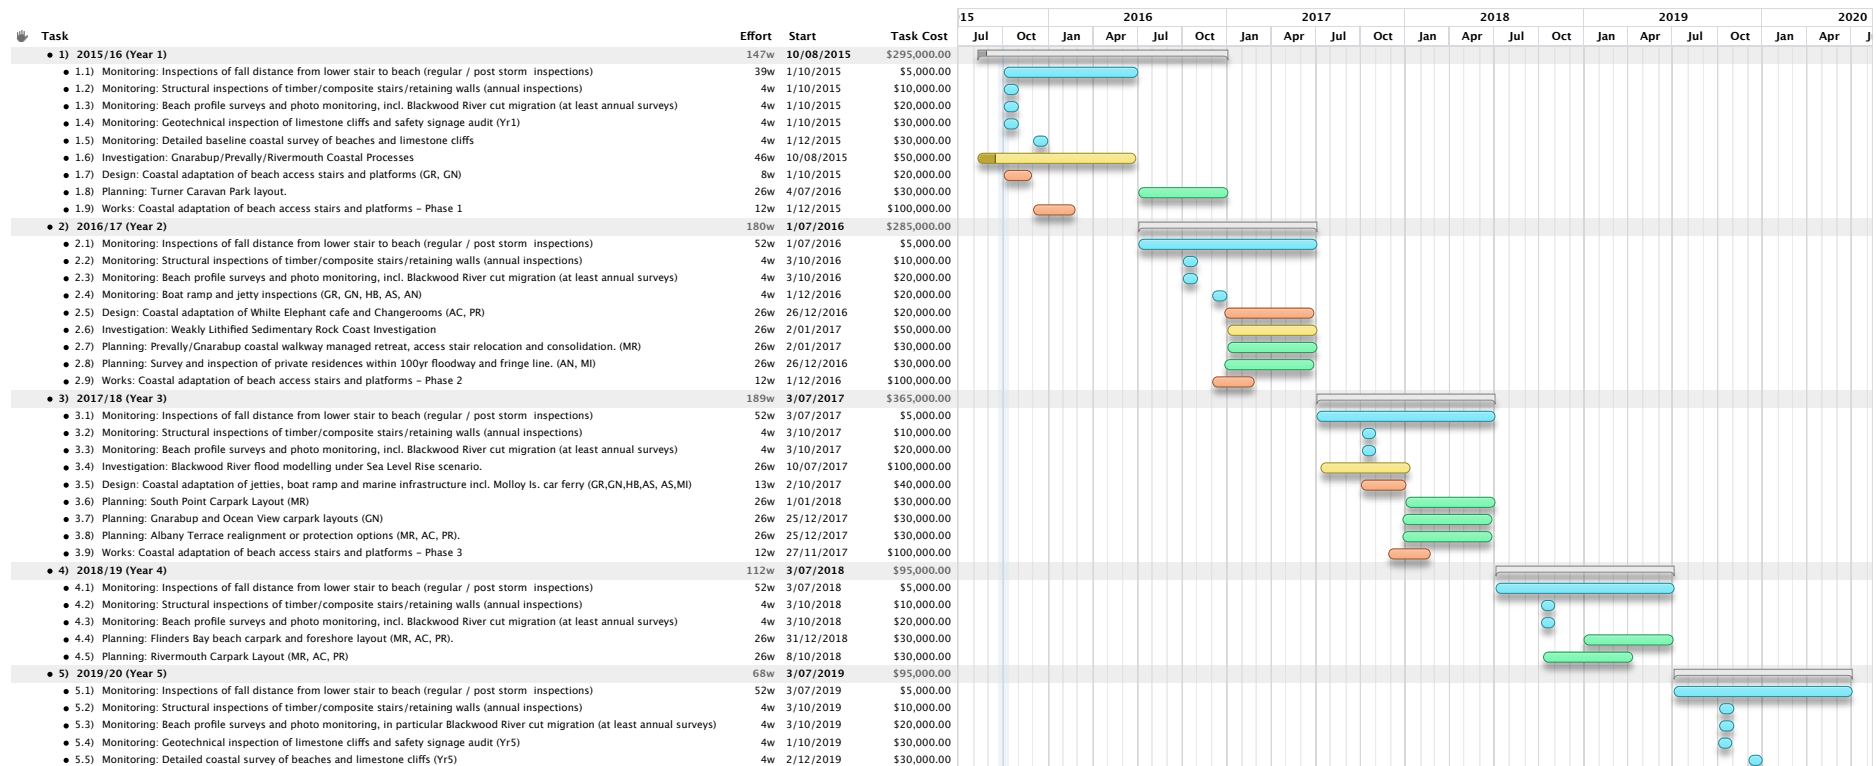 15 2016 2017 2018 2019 2020
Task Effort Start Task Cost Jul Oct Jan Apr Jul Oct Jan Apr Jul Oct Jan Apr Jul Oct Jan Apr Jul Oct Jan Apr
1) 2015/16 (Year 1) 147w 10/08/2015 $295,000.00
1.1) Monitoring: Inspections of fall distance from lower stair to beach (regular / post storm inspections) 39w 1/10/2015 $5,000.00
1.2) Monitoring: Structural inspections of timber/composite stairs/retaining walls (annual inspections) 4w 1/10/2015 $10,000.00
1.3) Monitoring: Beach profile surveys and photo monitoring, incl. Blackwood River cut migration (at least annual surveys) 4w 1/10/2015 $20,000.00
1.4) Monitoring: Geotechnical inspection of limestone cliffs and safety signage audit (Yr1) 4w 1/10/2015 $30,000.00
1.5) Monitoring: Detailed baseline coastal survey of beaches and limestone cliffs 4w 1/12/2015 $30,000.00
1.6) Investigation: Gnarabup/Prevally/Rivermouth Coastal Processes 46w 10/08/2015 $50,000.00
1.7) Design: Coastal adaptation of beach access stairs and platforms (GR, GN) 8w 1/10/2015 $20,000.00
1.8) Planning: Turner Caravan Park layout. 26w 4/07/2016 $30,000.00
1.9) Works: Coastal adaptation of beach access stairs and platforms – Phase 1 12w 1/12/2015 $100,000.00
2) 2016/17 (Year 2) 180w 1/07/2016 $285,000.00
2.1) Monitoring: Inspections of fall distance from lower stair to beach (regular / post storm inspections) 52w 1/07/2016 $5,000.00
2.2) Monitoring: Structural inspections of timber/composite stairs/retaining walls (annual inspections) 4w 3/10/2016 $10,000.00
2.3) Monitoring: Beach profile surveys and photo monitoring, incl. Blackwood River cut migration (at least annual surveys) 4w 3/10/2016 $20,000.00
2.4) Monitoring: Boat ramp and jetty inspections (GR, GN, HB, AS, AN) 4w 1/12/2016 $20,000.00
2.5) Design: Coastal adaptation of Whilte Elephant cafe and Changerooms (AC, PR) 26w 26/12/2016 $20,000.00
2.6) Investigation: Weakly Lithified Sedimentary Rock Coast Investigation 26w 2/01/2017 $50,000.00
2.7) Planning: Prevally/Gnarabup coastal walkway managed retreat, access stair relocation and consolidation. (MR) 26w 2/01/2017 $30,000.00
2.8) Planning: Survey and inspection of private residences within 100yr floodway and fringe line. (AN, MI) 26w 26/12/2016 $30,000.00
2.9) Works: Coastal adaptation of beach access stairs and platforms – Phase 2 12w 1/12/2016 $100,000.00
3) 2017/18 (Year 3) 189w 3/07/2017 $365,000.00
3.1) Monitoring: Inspections of fall distance from lower stair to beach (regular / post storm inspections) 52w 3/07/2017 $5,000.00
3.2) Monitoring: Structural inspections of timber/composite stairs/retaining walls (annual inspections) 4w 3/10/2017 $10,000.00
3.3) Monitoring: Beach profile surveys and photo monitoring, incl. Blackwood River cut migration (at least annual surveys) 4w 3/10/2017 $20,000.00
3.4) Investigation: Blackwood River flood modelling under Sea Level Rise scenario. 26w 10/07/2017 $100,000.00
3.5) Design: Coastal adaptation of jetties, boat ramp and marine infrastructure incl. Molloy Is. car ferry (GR,GN,HB,AS, AS,MI) 13w 2/10/2017 $40,000.00
3.6) Planning: South Point Carpark Layout (MR) 26w 1/01/2018 $30,000.00
3.7) Planning: Gnarabup and Ocean View carpark layouts (GN) 26w 25/12/2017 $30,000.00
3.8) Planning: Albany Terrace realignment or protection options (MR, AC, PR). 26w 25/12/2017 $30,000.00
3.9) Works: Coastal adaptation of beach access stairs and platforms – Phase 3 12w 27/11/2017 $100,000.00
4) 2018/19 (Year 4) 112w 3/07/2018 $95,000.00
4.1) Monitoring: Inspections of fall distance from lower stair to beach (regular / post storm inspections) 52w 3/07/2018 $5,000.00
4.2) Monitoring: Structural inspections of timber/composite stairs/retaining walls (annual inspections) 4w 3/10/2018 $10,000.00
4.3) Monitoring: Beach profile surveys and photo monitoring, incl. Blackwood River cut migration (at least annual surveys) 4w 3/10/2018 $20,000.00
4.4) Planning: Flinders Bay beach carpark and foreshore layout (MR, AC, PR). 26w 31/12/2018 $30,000.00
4.5) Planning: Rivermouth Carpark Layout (MR, AC, PR) 26w 8/10/2018 $30,000.00
5) 2019/20 (Year 5) 68w 3/07/2019 $95,000.00
5.1) Monitoring: Inspections of fall distance from lower stair to beach (regular / post storm inspections) 52w 3/07/2019 $5,000.00
5.2) Monitoring: Structural inspections of timber/composite stairs/retaining walls (annual inspections) 4w 3/10/2019 $10,000.00
5.3) Monitoring: Beach profile surveys and photo monitoring, in particular Blackwood River cut migration (at least annual surveys) 4w 3/10/2019 $20,000.00
5.4) Monitoring: Geotechnical inspection of limestone cliffs and safety signage audit (Yr5) 4w 1/10/2019 $30,000.00
5.5) Monitoring: Detailed coastal survey of beaches and limestone cliffs (Yr5) 4w 2/12/2019 $30,000.00